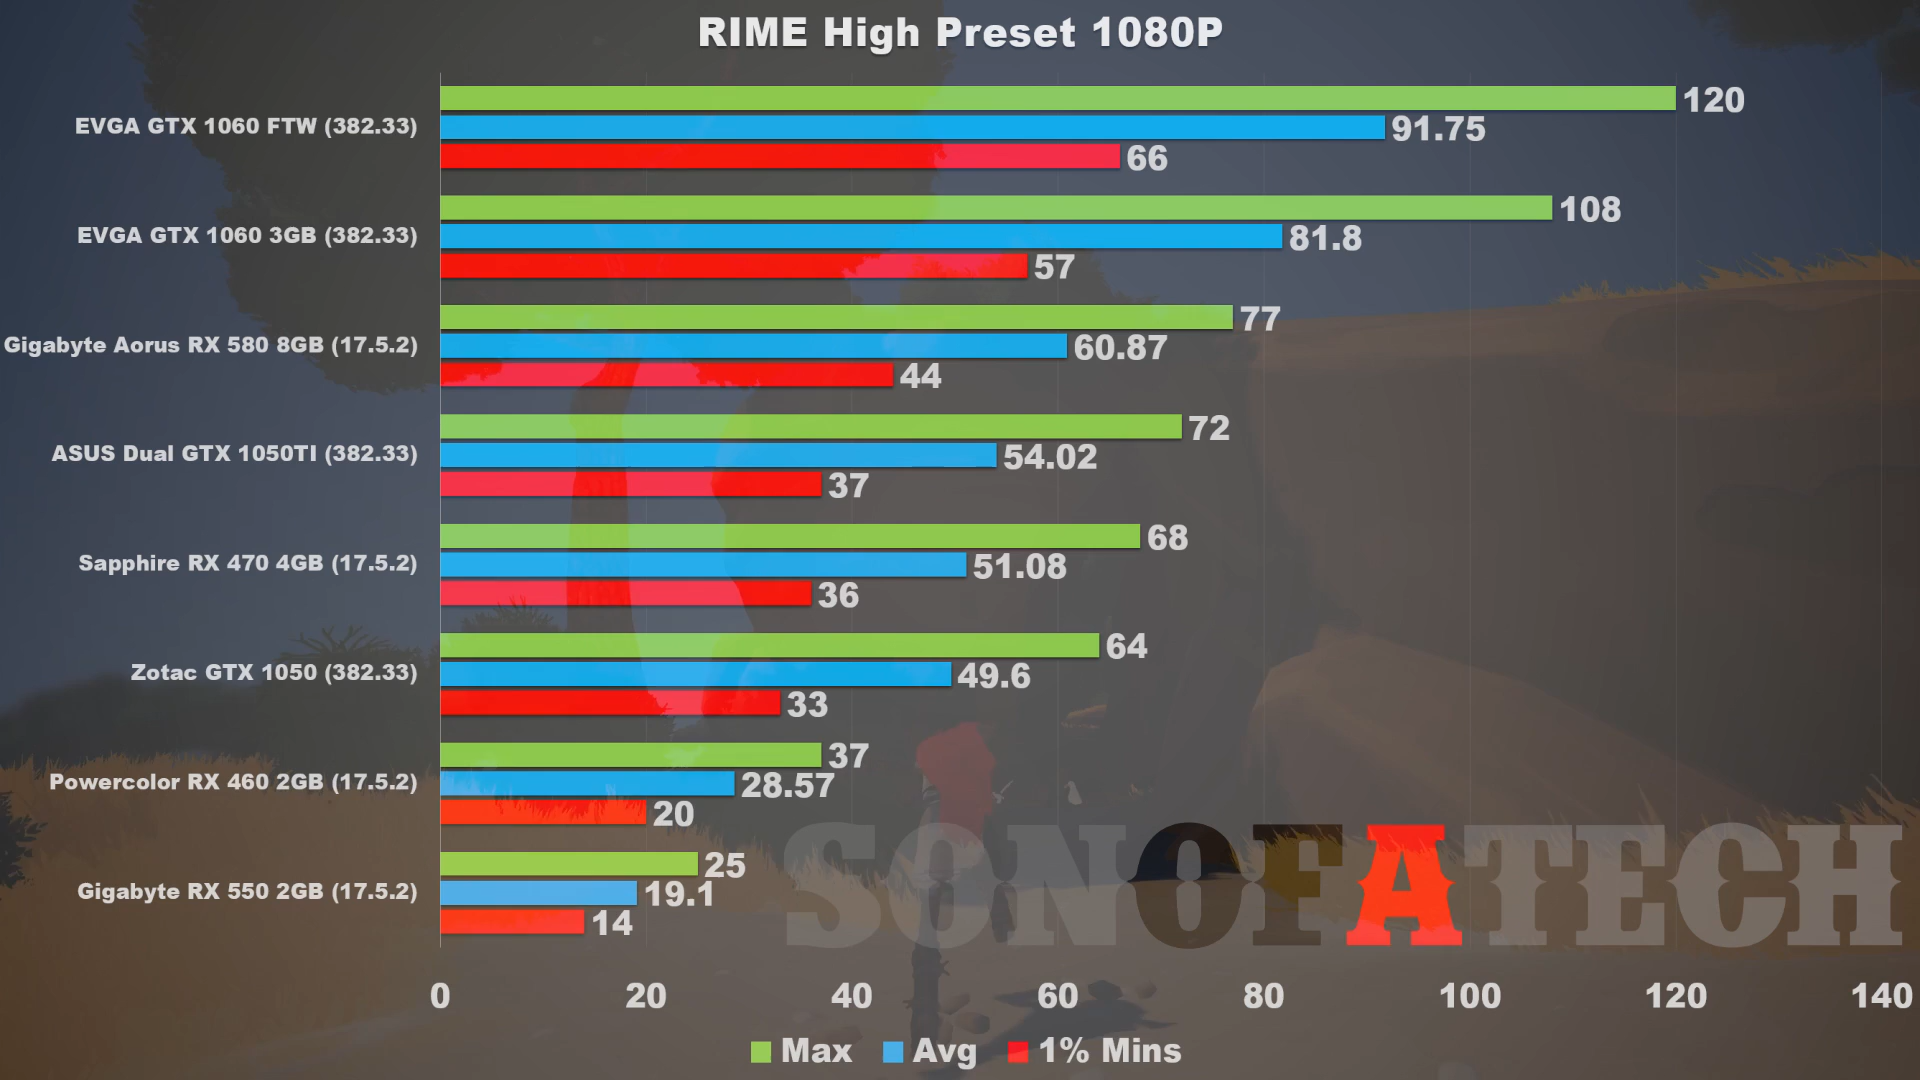 RIME High Preset 1080P
EVGA GTX 1060 FTW (382.33)
120
91.75
66
EVGA GTX 1060 3GB (382.33)
108
81.8
57
Gigabyte Aorus RX 580 8GB (17.5.2)
77
60.87
44
ASUS Dual GTX 1050TI (382.33)
72
54.02
37
Sapphire RX 470 4GB (17.5.2)
68
51.08
36
Zotac GTX 1050 (382.33)
64
49.6
33
Powercolor RX 460 2GB (17.5.2)
37
28.57
20
Gigabyte RX 550 2GB (17.5.2)
25
19.1
14
SONOFATECH
0 20 40 60 80 100 120 140
Max Avg 1% Mins